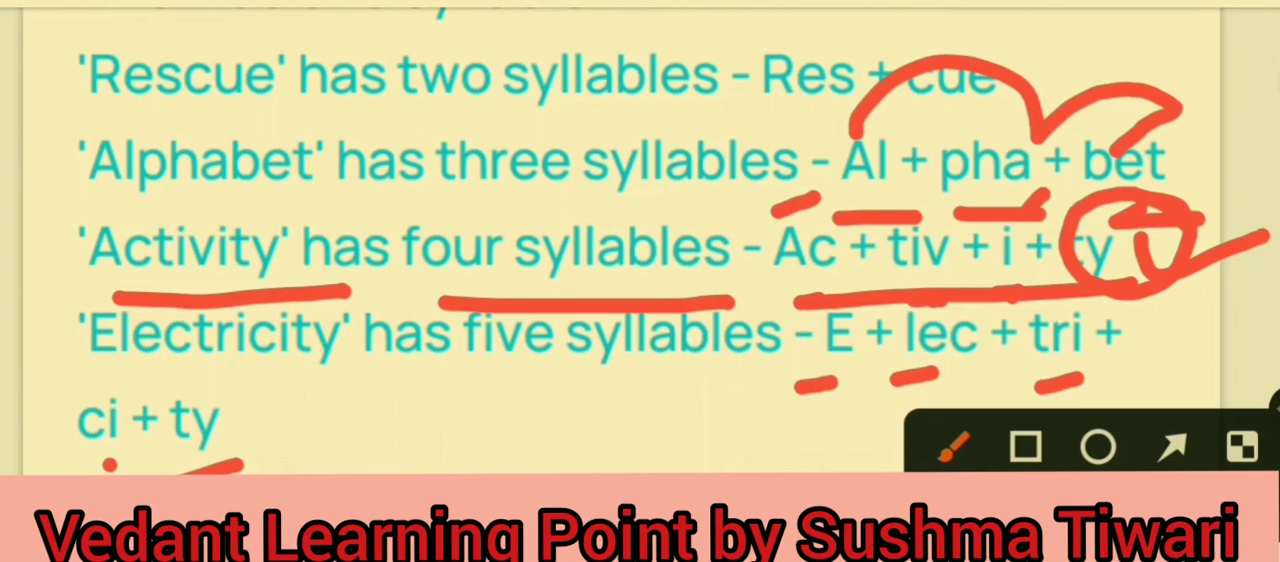 'Rescue' has two syllables - Res + cue
'Alphabet' has three syllables - Al + pha + bet
'Activity' has four syllables - Ac + tiv + i + ty
'Electricity' has five syllables - E + lec + tri +
ci + ty
Vedant Learning Point by Sushma Tiwari